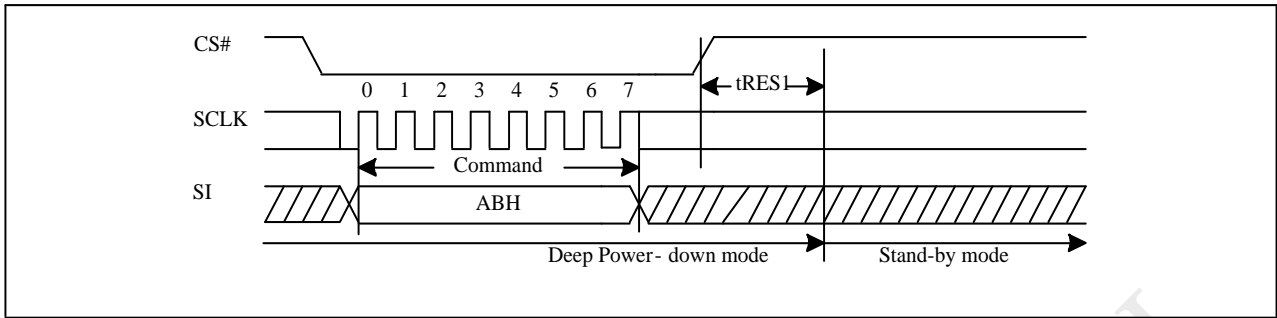 CS#
tRES1
0 1 2 3 4 5 6 7
SCLK
Command
SI
ABH
Deep Power- down mode
Stand-by mode